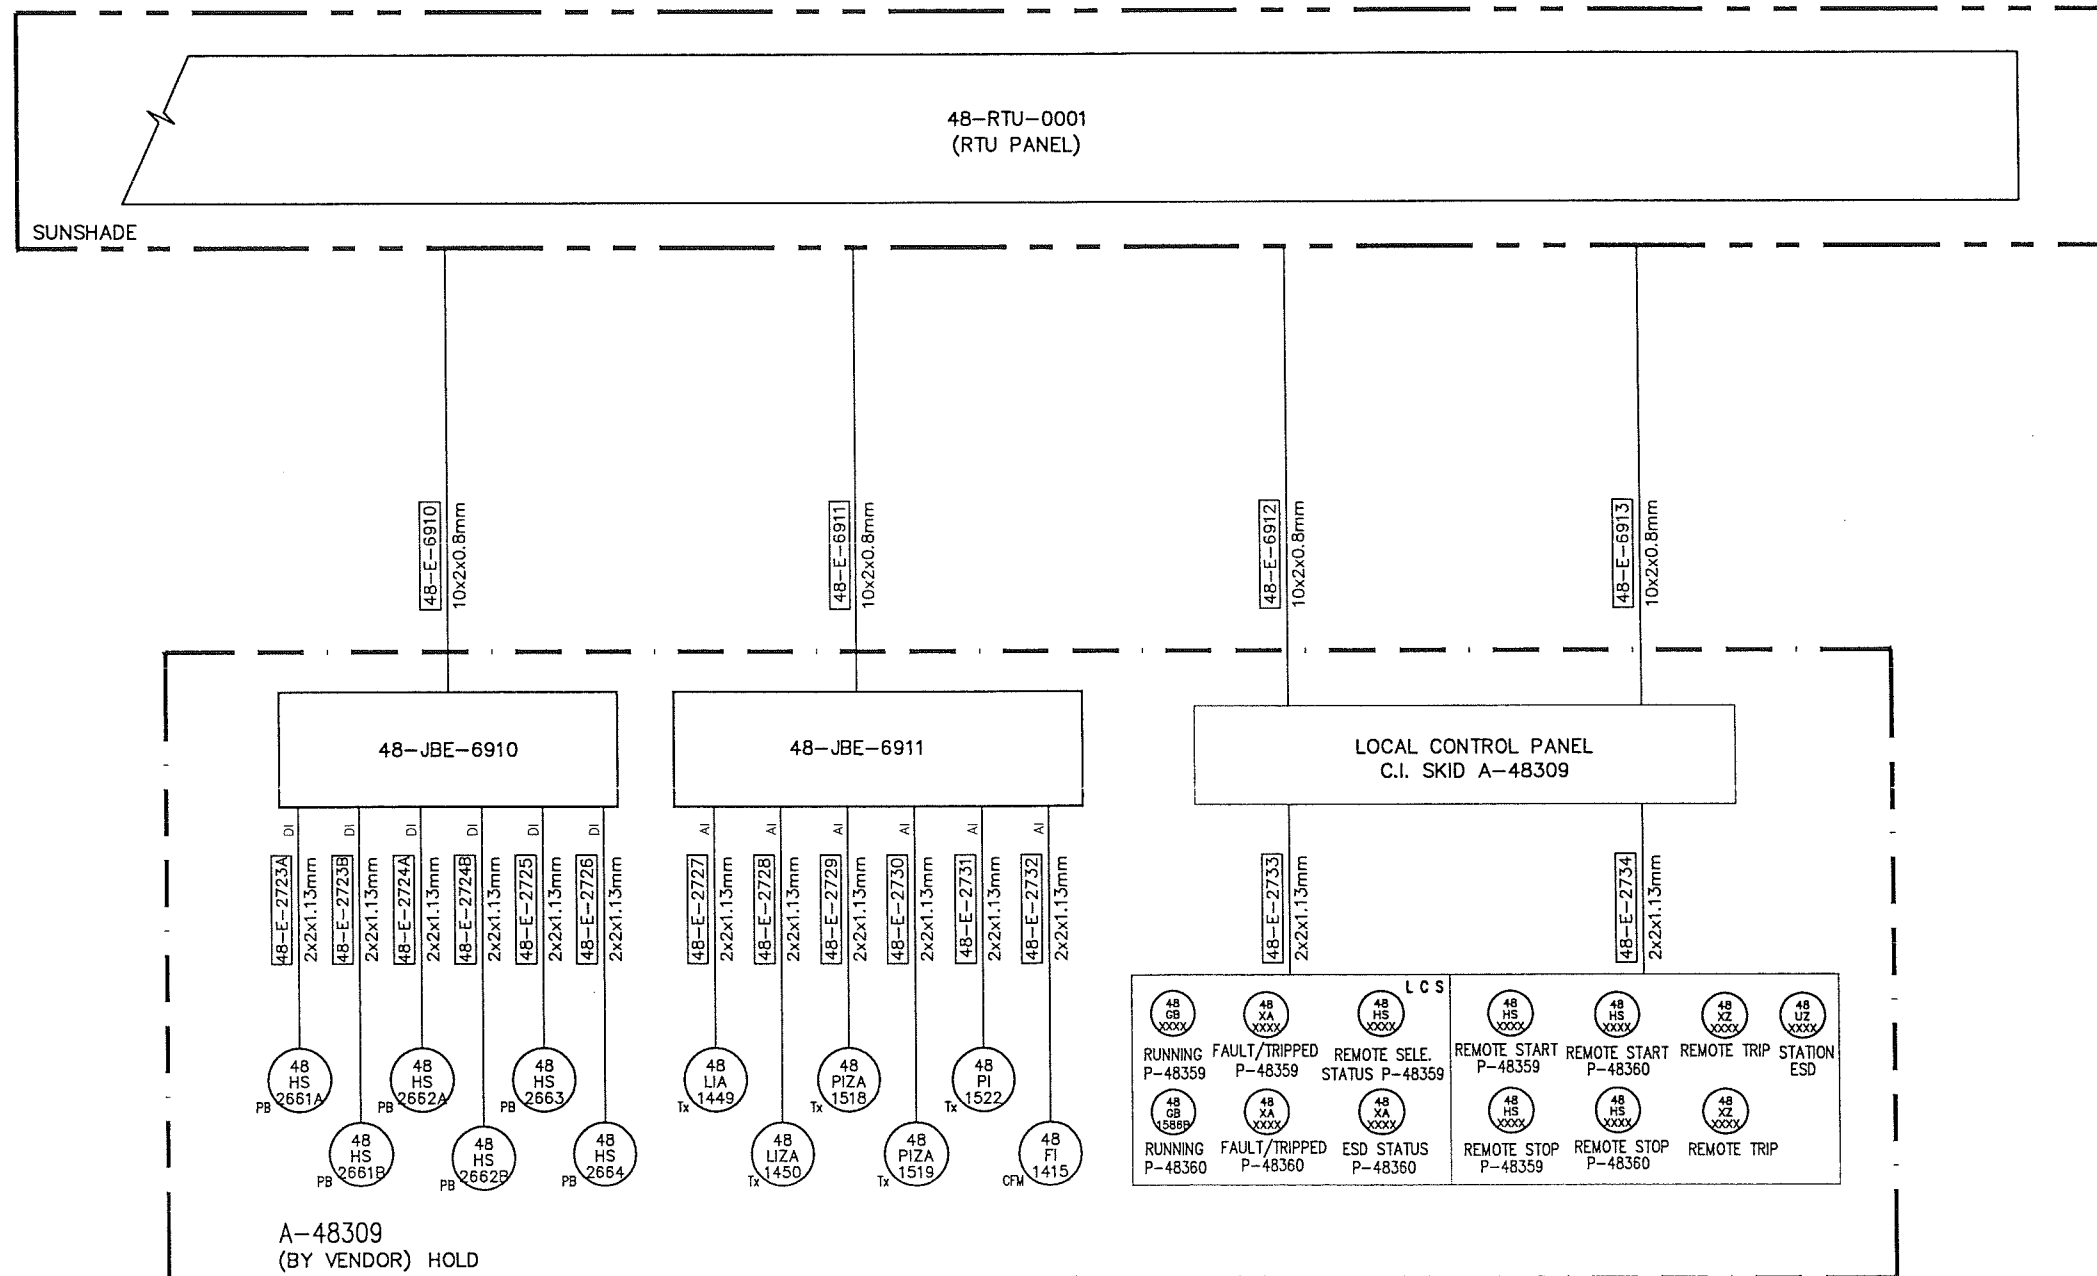 48-RTU-0001
(RTU PANEL)
SUNSHADE
48-E-6910
10x2x0.8mm
48-E-6911
10x2x0.8mm
48-E-6912
10x2x0.8mm
48-E-6913
10x2x0.8mm
48-JBE-6910
48-JBE-6911
LOCAL CONTROL PANEL
C.I. SKID A-48309
DI
48-E-2723A
2x2x1.13mm
DI
48-E-2723B
2x2x1.13mm
DI
48-E-2724A
2x2x1.13mm
DI
48-E-2724B
2x2x1.13mm
DI
48-E-2725
2x2x1.13mm
DI
48-E-2726
2x2x1.13mm
AI
48-E-2727
2x2x1.13mm
AI
48-E-2728
2x2x1.13mm
AI
48-E-2729
2x2x1.13mm
AI
48-E-2730
2x2x1.13mm
AI
48-E-2731
2x2x1.13mm
AI
48-E-2732
2x2x1.13mm
48-E-2733
2x2x1.13mm
48-E-2734
2x2x1.13mm
48
HS
2661A
PB
48
HS
2661B
PB
48
HS
2662A
PB
48
HS
2662B
PB
48
HS
2663
PB
48
HS
2664
PB
48
LIA
1449
Tx
48
LIZA
1450
Tx
48
PIZA
1518
Tx
48
PIZA
1519
Tx
48
PI
1522
Tx
48
FI
1415
CFM
L C S
48
GB
XXXX
RUNNING
P-48359
48
XA
XXXX
FAULT/TRIPPED
P-48359
48
HS
XXXX
REMOTE SELE.
STATUS P-48359
48
HS
XXXX
REMOTE START
P-48359
48
HS
XXXX
REMOTE START
P-48360
48
XZ
XXXX
REMOTE TRIP
48
UZ
XXXX
STATION
ESD
48
GB
1588B
RUNNING
P-48360
48
XA
XXXX
FAULT/TRIPPED
P-48360
48
XA
XXXX
ESD STATUS
P-48360
48
HS
XXXX
REMOTE STOP
P-48359
48
HS
XXXX
REMOTE STOP
P-48360
48
XZ
XXXX
REMOTE TRIP
A-48309
(BY VENDOR) HOLD